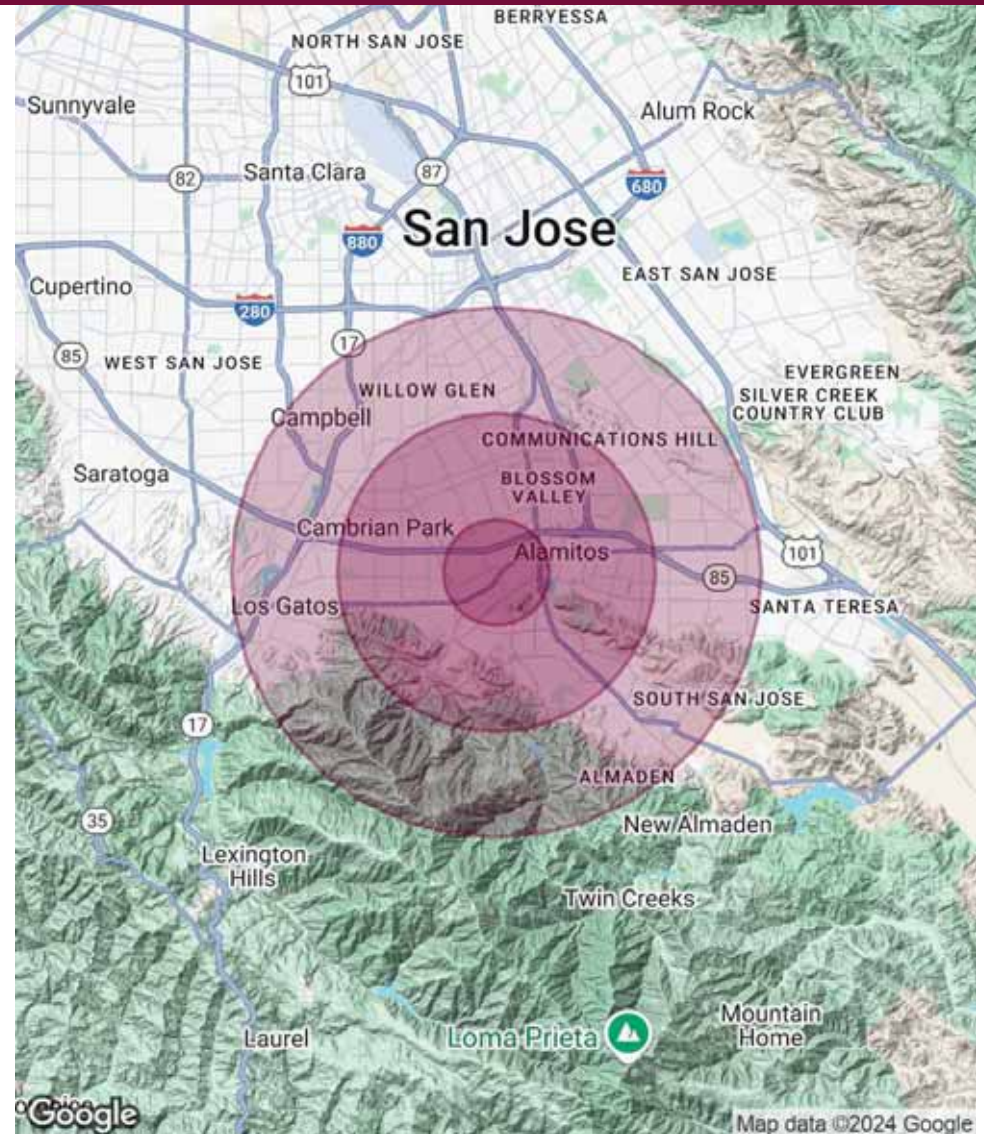 BERRYESSA
NORTH SAN JOSE
101
Sunnyvale
Alum Rock
82
Santa Clara
87
680
880
San Jose
EAST SAN JOSE
Cupertino
280
17
85
WEST SAN JOSE
EVERGREEN
WILLOW GLEN
SILVER CREEK
COUNTRY CLUB
Campbell
COMMUNICATIONS HILL
Saratoga
BLOSSOM
VALLEY
Cambrian Park
Alamitos
101
85
Los Gatos
SANTA TERESA
SOUTH SAN JOSE
17
ALMADEN
35
New Almaden
Lexington
Hills
Twin Creeks
Mountain
Home
Laurel
Loma Prieta
Google
Map data ©2024 Google